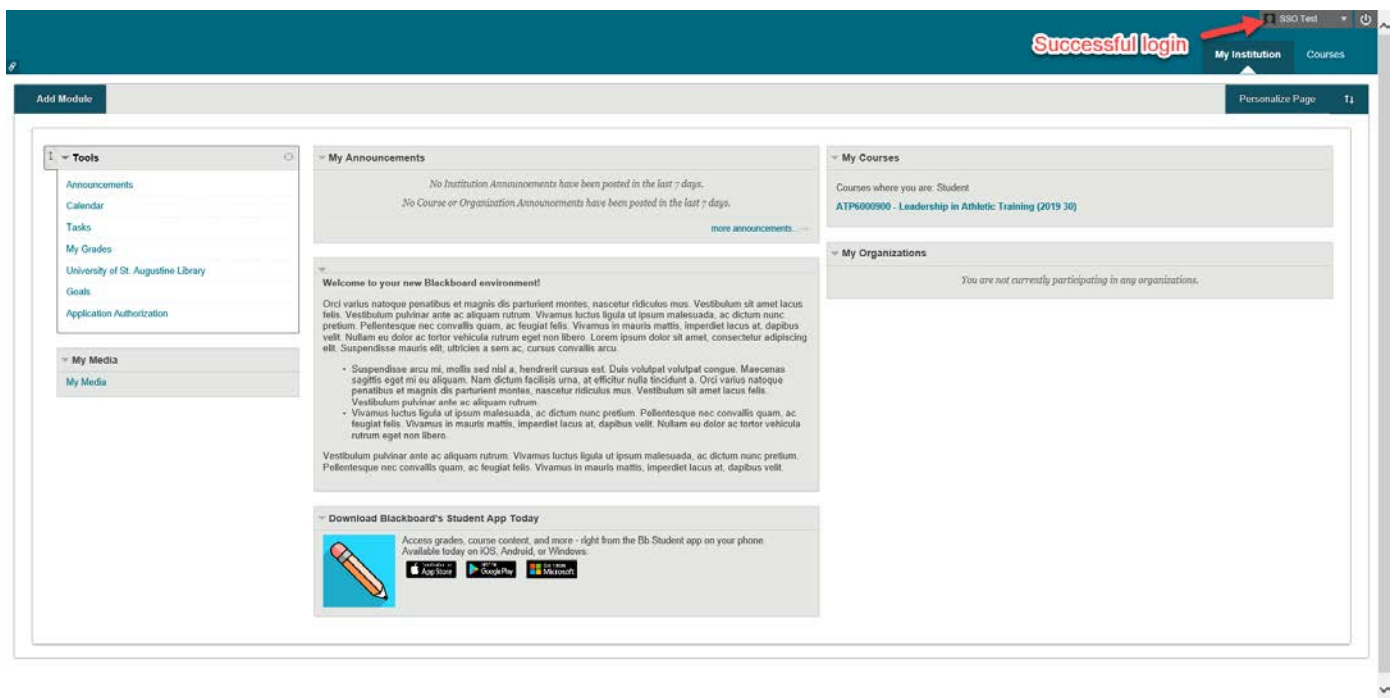 SSO Test
Successful login
My Institution
Courses
Add Module
Personalize Page
Tools
Announcements
Calendar
Tasks
My Grades
University of St. Augustine Library
Goals
Application Authorization
My Media
My Media
My Announcements
No Institution Announcements have been posted in the last 7 days.
No Course or Organization Announcements have been posted in the last 7 days.
more announcements...
Welcome to your new Blackboard environment!
Orci varius natoque penatibus et magnis dis parturient montes, nascetur ridiculus mus. Vestibulum sit amet lacus
felis. Vestibulum pulvinar ante ac aliquam rutrum. Vivamus luctus ligula ut ipsum malesuada, ac dictum nunc
pretium. Pellentesque nec convallis quam, ac feugiat felis. Vivamus in mauris mattis, imperdiet lacus at, dapibus
velit. Nullam eu dolor ac tortor vehicula rutrum eget non libero. Lorem ipsum dolor sit amet, consectetur adipiscing
elit. Suspendisse mauris elit, ultricies a sem ac, cursus convallis arcu.
• Suspendisse arcu mi, mollis sed nisl a, hendrerit cursus est. Duis volutpat volutpat congue. Maecenas
sagittis eget mi eu aliquam. Nam dictum facilisis urna, at efficitur nulla tincidunt a. Orci varius natoque
penatibus et magnis dis parturient montes, nascetur ridiculus mus. Vestibulum sit amet lacus felis.
Vestibulum pulvinar ante ac aliquam rutrum.
• Vivamus luctus ligula ut ipsum malesuada, ac dictum nunc pretium. Pellentesque nec convallis quam, ac
feugiat felis. Vivamus in mauris mattis, imperdiet lacus at, dapibus velit. Nullam eu dolor ac tortor vehicula
rutrum eget non libero.
Vestibulum pulvinar ante ac aliquam rutrum. Vivamus luctus ligula ut ipsum malesuada, ac dictum nunc pretium.
Pellentesque nec convallis quam, ac feugiat felis. Vivamus in mauris mattis, imperdiet lacus at, dapibus velit.
Download Blackboard's Student App Today
Access grades, course content, and more - right from the Bb Student app on your phone.
Available today on iOS, Android, or Windows.
App Store
Google Play
Microsoft
My Courses
Courses where you are: Student
ATP6000900 - Leadership in Athletic Training (2019 30)
My Organizations
You are not currently participating in any organizations.